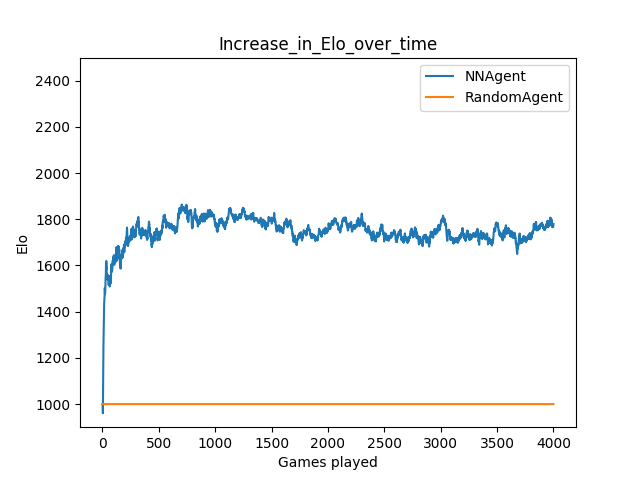 Increase_in_Elo_over_time
NNAgent
RandomAgent
2400
2200
2000
1800
1600
1400
1200
1000
Elo
0 500 1000 1500 2000 2500 3000 3500 4000
Games played